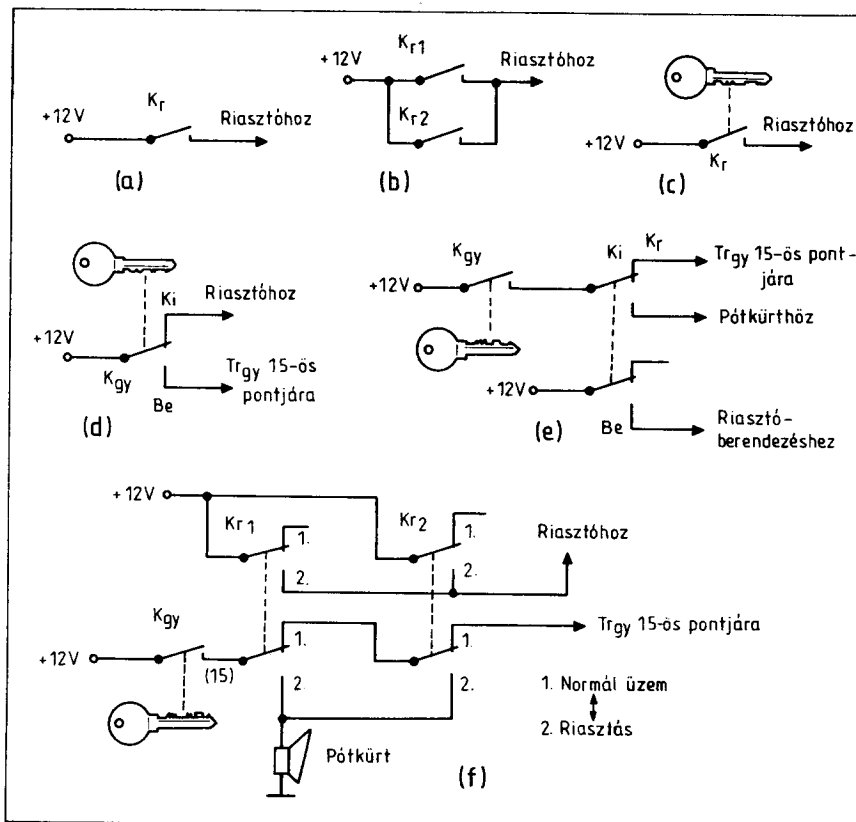 +12V
Kr
Riasztóhoz
(a)
+12V
Kr1
Riasztóhoz
Kr2
(b)
+12V
Riasztóhoz
Kr
(c)
Ki
Riasztóhoz
+12V
Kgy
Trgy 15-ös
pontjára
Be
(d)
Kgy
Ki
Kr
Trgy 15-ös pont-
jára
+12V
Pótkürthöz
+12V
Be
Riasztó-
berendezéshez
(e)
+12V
Kr1
1.
2.
Kr2
1.
2.
Riasztóhoz
Kgy
+12V
(15)
1.
2.
1.
2.
Trgy 15-ös pontjára
1. Normál üzem
2. Riasztás
Pótkürt
(f)